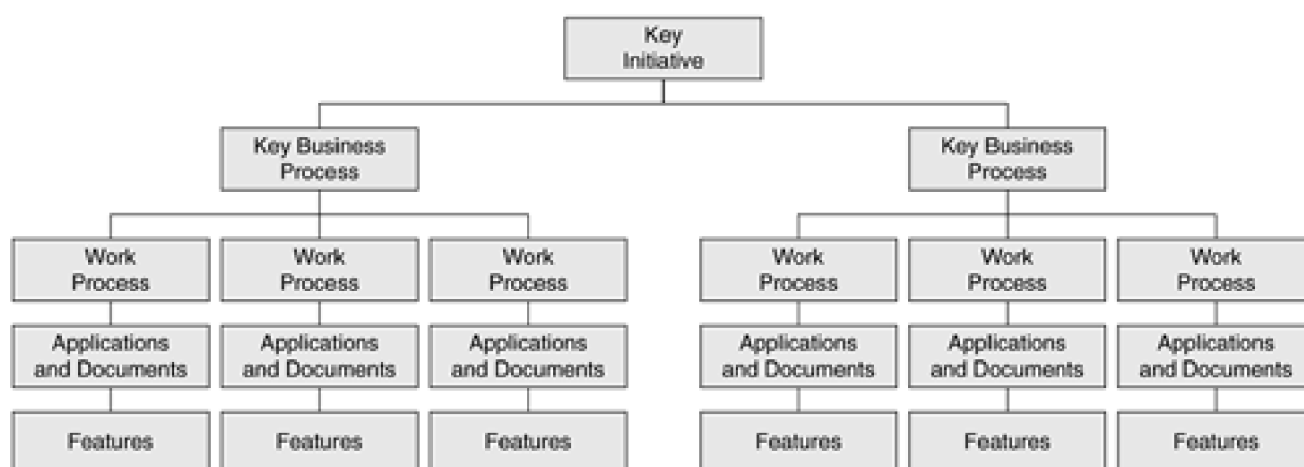 Key
Initiative
Key Business
Process
Key Business
Process
Work
Process
Work
Process
Work
Process
Work
Process
Work
Process
Work
Process
Applications
and Documents
Applications
and Documents
Applications
and Documents
Applications
and Documents
Applications
and Documents
Applications
and Documents
Features
Features
Features
Features
Features
Features